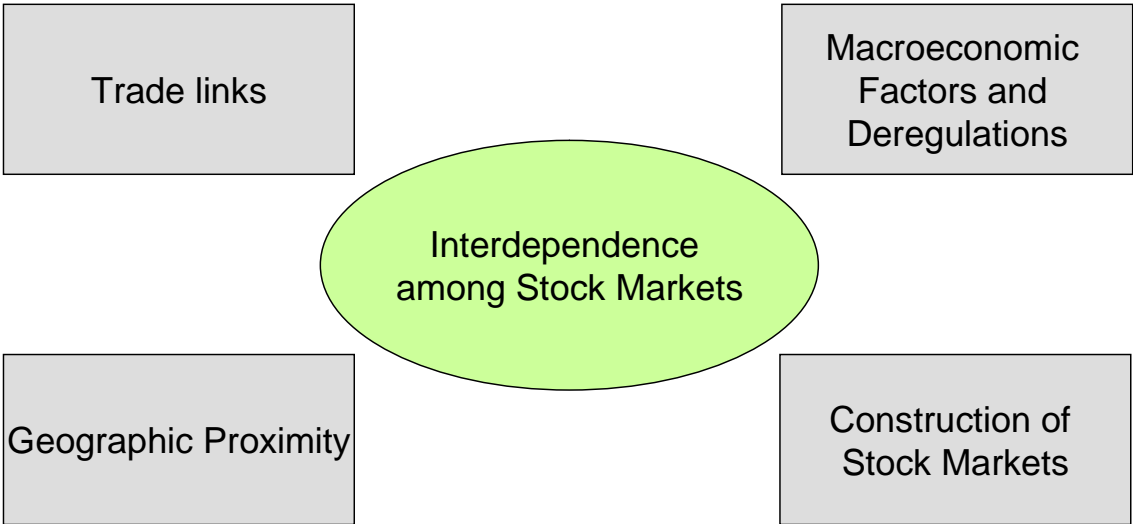 Trade links
Macroeconomic
Factors and
Deregulations
Interdependence
among Stock Markets
Geographic Proximity
Construction of
Stock Markets